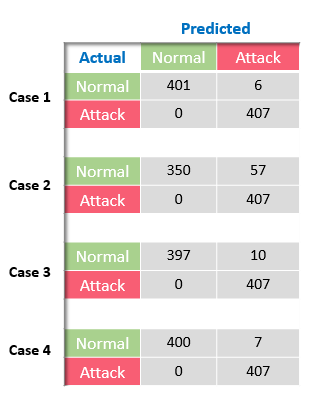 Predicted
Actual Normal Attack
Case 1
Normal 401 6
Attack 0 407
Case 2
Normal 350 57
Attack 0 407
Case 3
Normal 397 10
Attack 0 407
Case 4
Normal 400 7
Attack 0 407